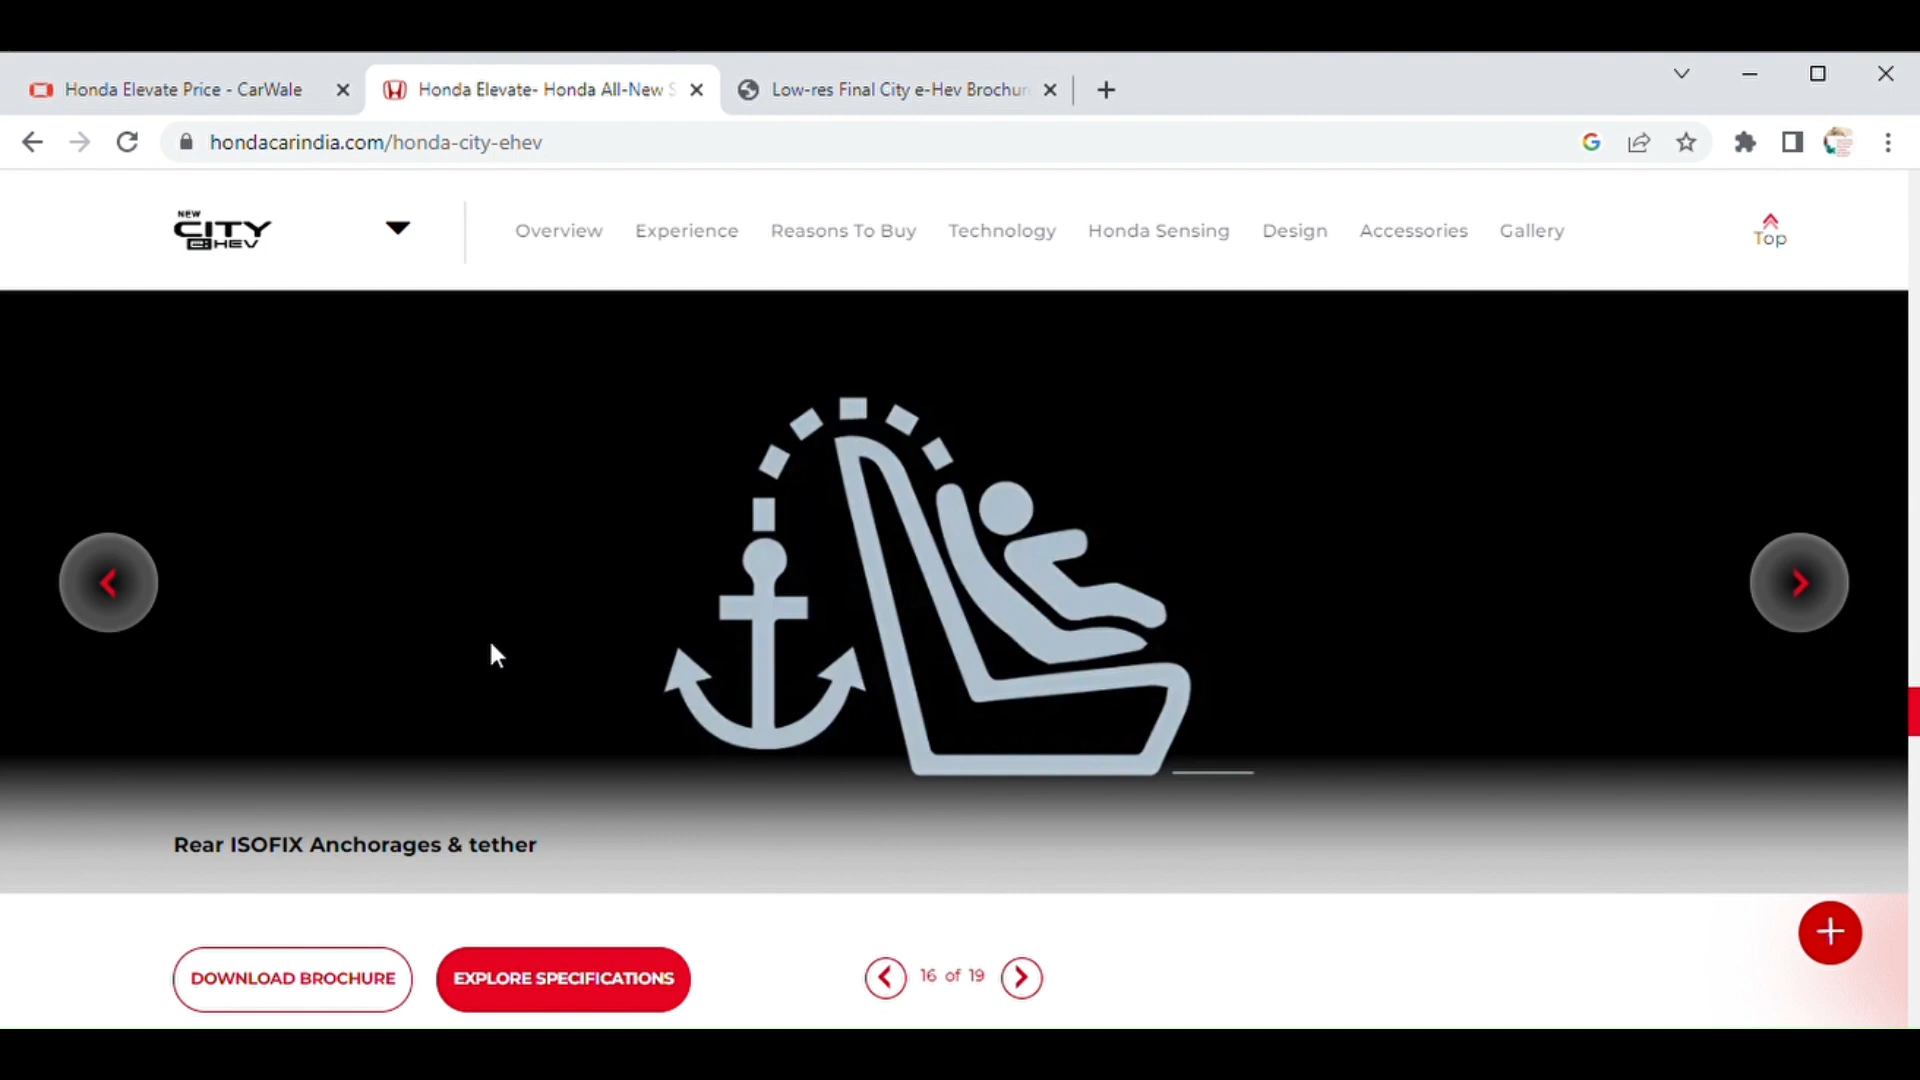 Honda Elevate Price - CarWale
Honda Elevate- Honda All-New S
Low-res Final City e-Hev Brochure
hondacarindia.com/honda-city-ehev
NEW
CITY
e:HEV
Overview
Experience
Reasons To Buy
Technology
Honda Sensing
Design
Accessories
Gallery
Top
Rear ISOFIX Anchorages & tether
DOWNLOAD BROCHURE
EXPLORE SPECIFICATIONS
16 of 19